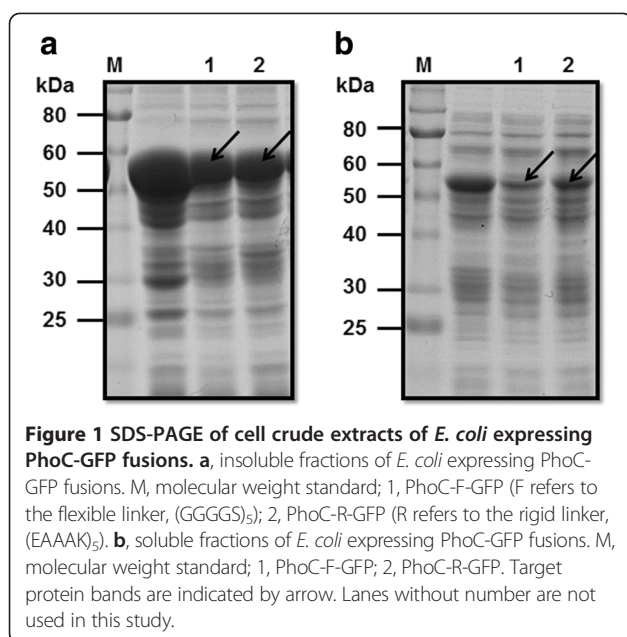 a
b
M 1 2
M 1 2
kDa
kDa
80
60
50
40
30
25
80
60
50
40
30
25
Figure 1 SDS-PAGE of cell crude extracts of E. coli expressing
PhoC-GFP fusions. a, insoluble fractions of E. coli expressing PhoC-
GFP fusions. M, molecular weight standard; 1, PhoC-F-GFP (F refers to
the flexible linker, (GGGGS)₅); 2, PhoC-R-GFP (R refers to the rigid linker,
(EAAAK)₅). b, soluble fractions of E. coli expressing PhoC-GFP fusions. M,
molecular weight standard; 1, PhoC-F-GFP; 2, PhoC-R-GFP. Target
protein bands are indicated by arrow. Lanes without number are not
used in this study.